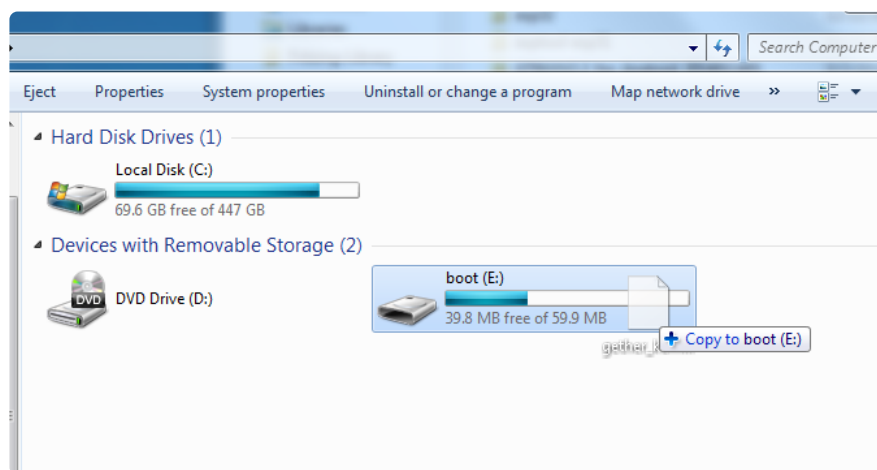 Search Computer
Eject Properties System properties Uninstall or change a program Map network drive »
Hard Disk Drives (1)
Local Disk (C:)
69.6 GB free of 447 GB
Devices with Removable Storage (2)
DVD
DVD Drive (D:)
boot (E:)
39.8 MB free of 59.9 MB
Copy to boot (E:)